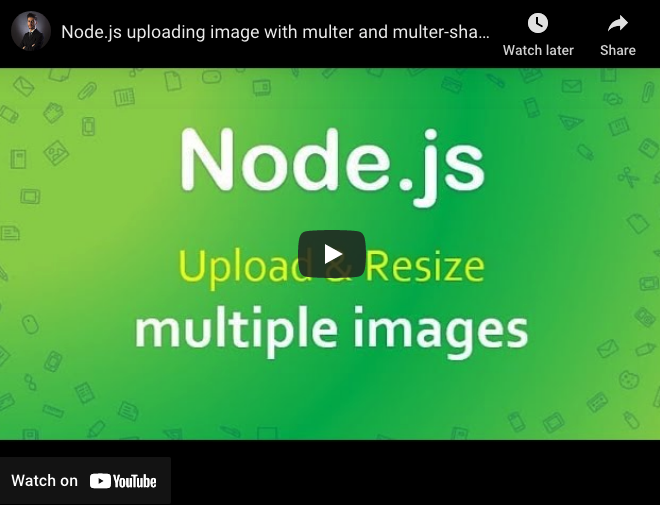 Node.js uploading image with multer and multer-sha...
Watch later
Share
Node.js
Upload & Resize
multiple images
Watch on YouTube